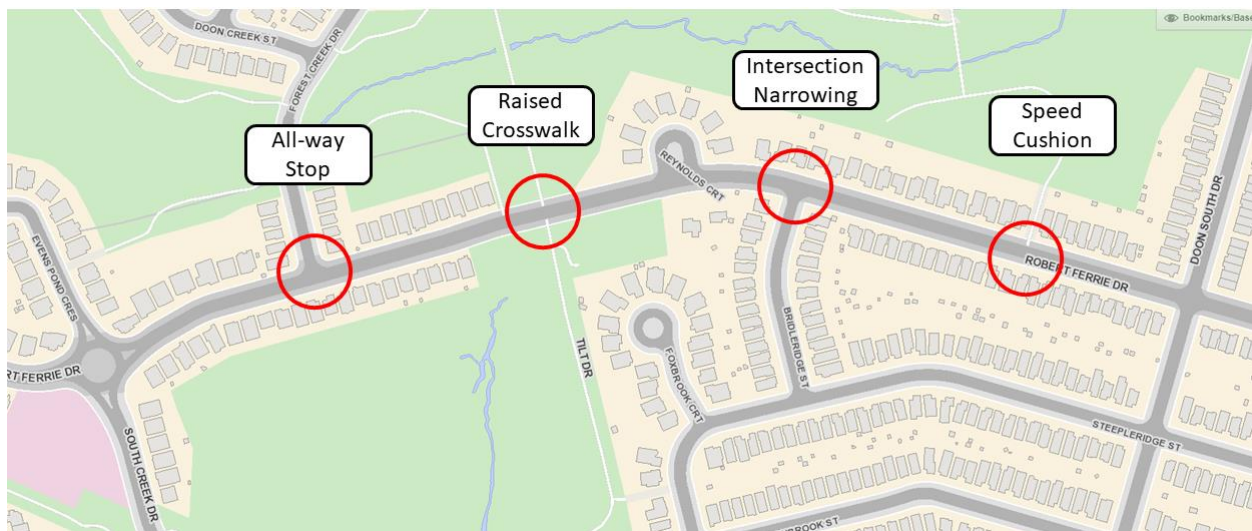 Bookmarks/Base
DOON CREEK ST
FOREST CREEK DR
Intersection
Narrowing
Raised
Crosswalk
Speed
Cushion
All-way
Stop
REYNOLDS CRT
DOON SOUTH DR
EVENS POND CRES
ROBERT FERRIE DR
BRIDLERIDGE ST
TILT DR
FOXBROOK CRT
RT FERRIE DR
SOUTH CREEK DR
STEEPLERIDGE ST
BROOK ST